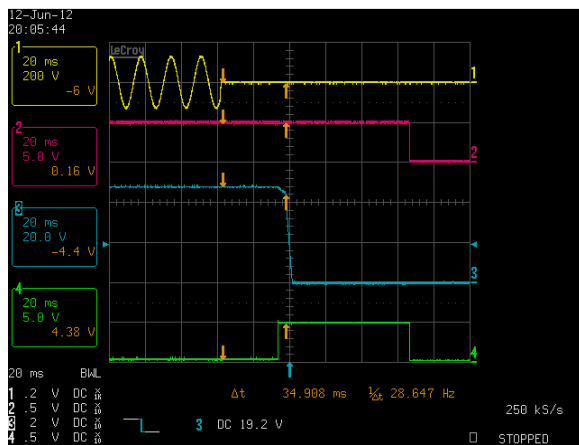 12-Jun-12
20:05:44
LeCroy
1
20 ms
200 V
-6 V
1
2
20 ms
5.0 V
0.16 V
2
3
20 ms
20.0 V
-4.4 V
3
4
20 ms
5.0 V
4.38 V
4
20 ms BWL
1 .2 V DC
2 .5 V DC
3 2 V DC
4 .5 V DC
Δt 34.908 ms 1/Δt 28.647 Hz
3 DC 19.2 V
250 kS/s
STOPPED